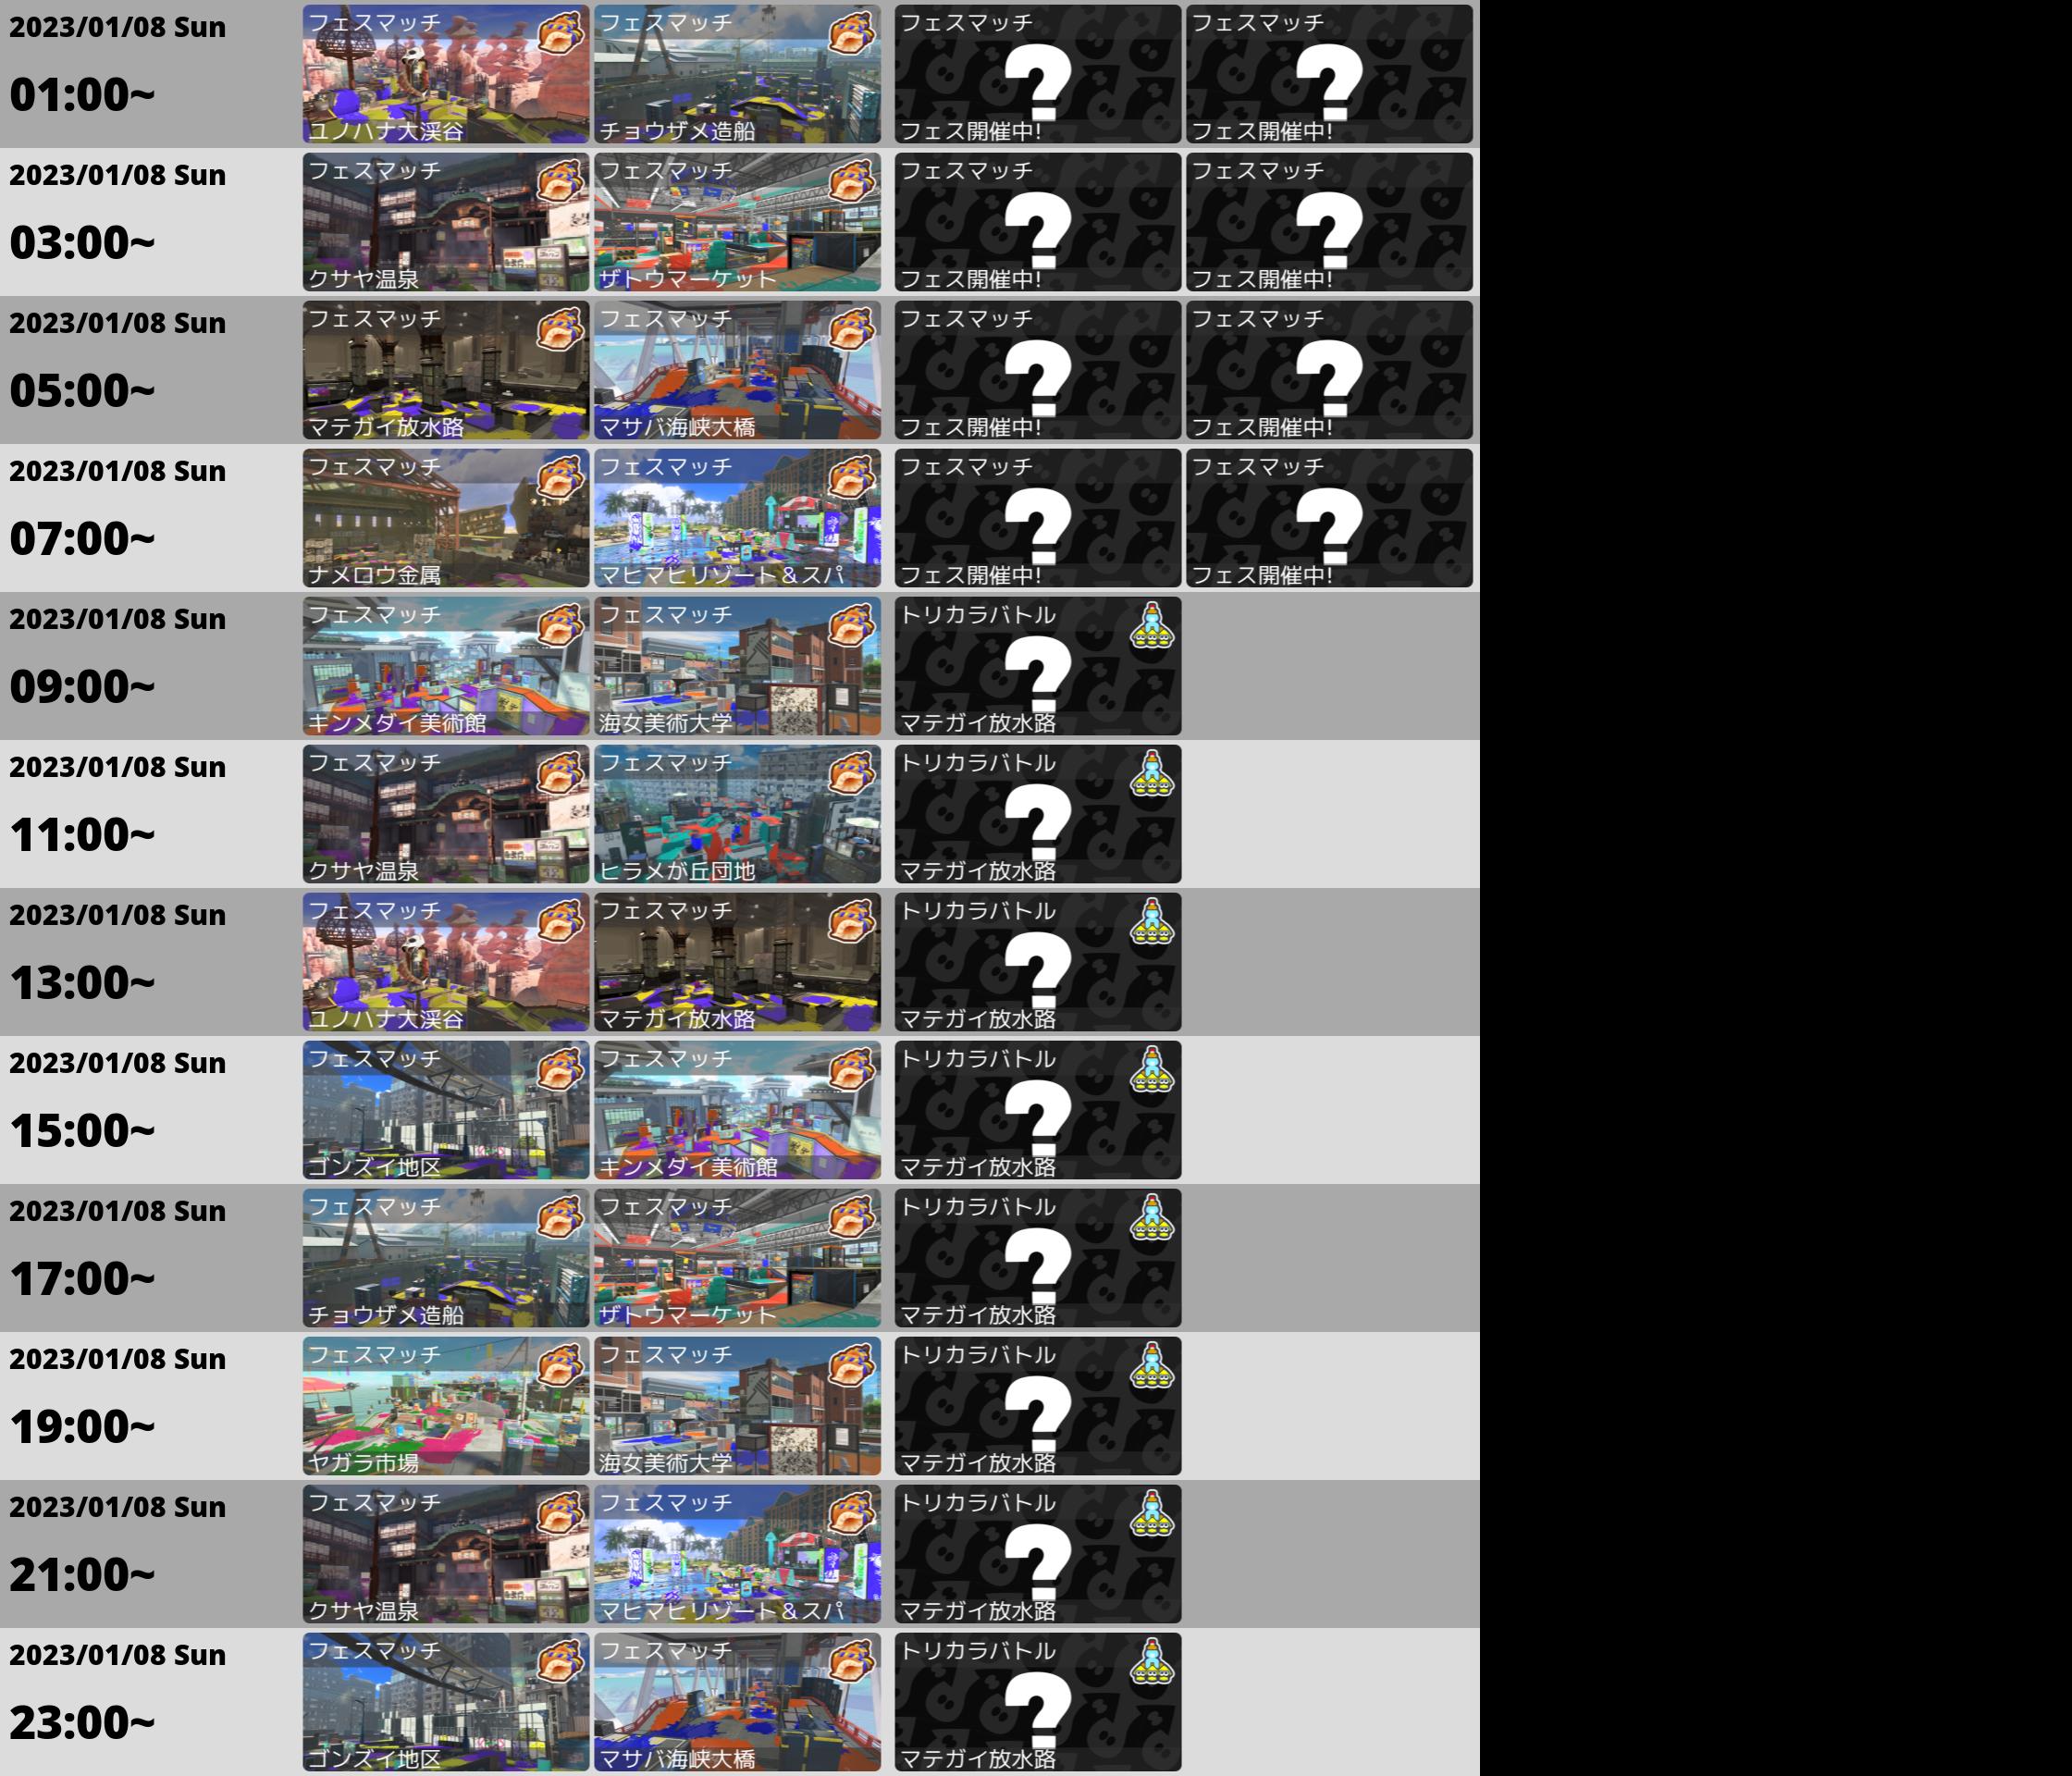 2023/01/08 Sun
01:00~
フェスマッチ
ユノハナ大渓谷
フェスマッチ
チョウザメ造船
フェスマッチ
フェス開催中!
フェスマッチ
フェス開催中!
2023/01/08 Sun
03:00~
フェスマッチ
クサヤ温泉
フェスマッチ
ザトウマーケット
フェスマッチ
フェス開催中!
フェスマッチ
フェス開催中!
2023/01/08 Sun
05:00~
フェスマッチ
マテガイ放水路
フェスマッチ
マサバ海峡大橋
フェスマッチ
フェス開催中!
フェスマッチ
フェス開催中!
2023/01/08 Sun
07:00~
フェスマッチ
ナメロウ金属
フェスマッチ
マヒマヒリゾート&スパ
フェスマッチ
フェス開催中!
フェスマッチ
フェス開催中!
2023/01/08 Sun
09:00~
フェスマッチ
キンメダイ美術館
フェスマッチ
海女美術大学
トリカラバトル
マテガイ放水路
2023/01/08 Sun
11:00~
フェスマッチ
クサヤ温泉
フェスマッチ
ヒラメが丘団地
トリカラバトル
マテガイ放水路
2023/01/08 Sun
13:00~
フェスマッチ
ユノハナ大渓谷
フェスマッチ
マテガイ放水路
トリカラバトル
マテガイ放水路
2023/01/08 Sun
15:00~
フェスマッチ
ゴンズイ地区
フェスマッチ
キンメダイ美術館
トリカラバトル
マテガイ放水路
2023/01/08 Sun
17:00~
フェスマッチ
チョウザメ造船
フェスマッチ
ザトウマーケット
トリカラバトル
マテガイ放水路
2023/01/08 Sun
19:00~
フェスマッチ
ヤガラ市場
フェスマッチ
海女美術大学
トリカラバトル
マテガイ放水路
2023/01/08 Sun
21:00~
フェスマッチ
クサヤ温泉
フェスマッチ
マヒマヒリゾート&スパ
トリカラバトル
マテガイ放水路
2023/01/08 Sun
23:00~
フェスマッチ
ゴンズイ地区
フェスマッチ
マサバ海峡大橋
トリカラバトル
マテガイ放水路